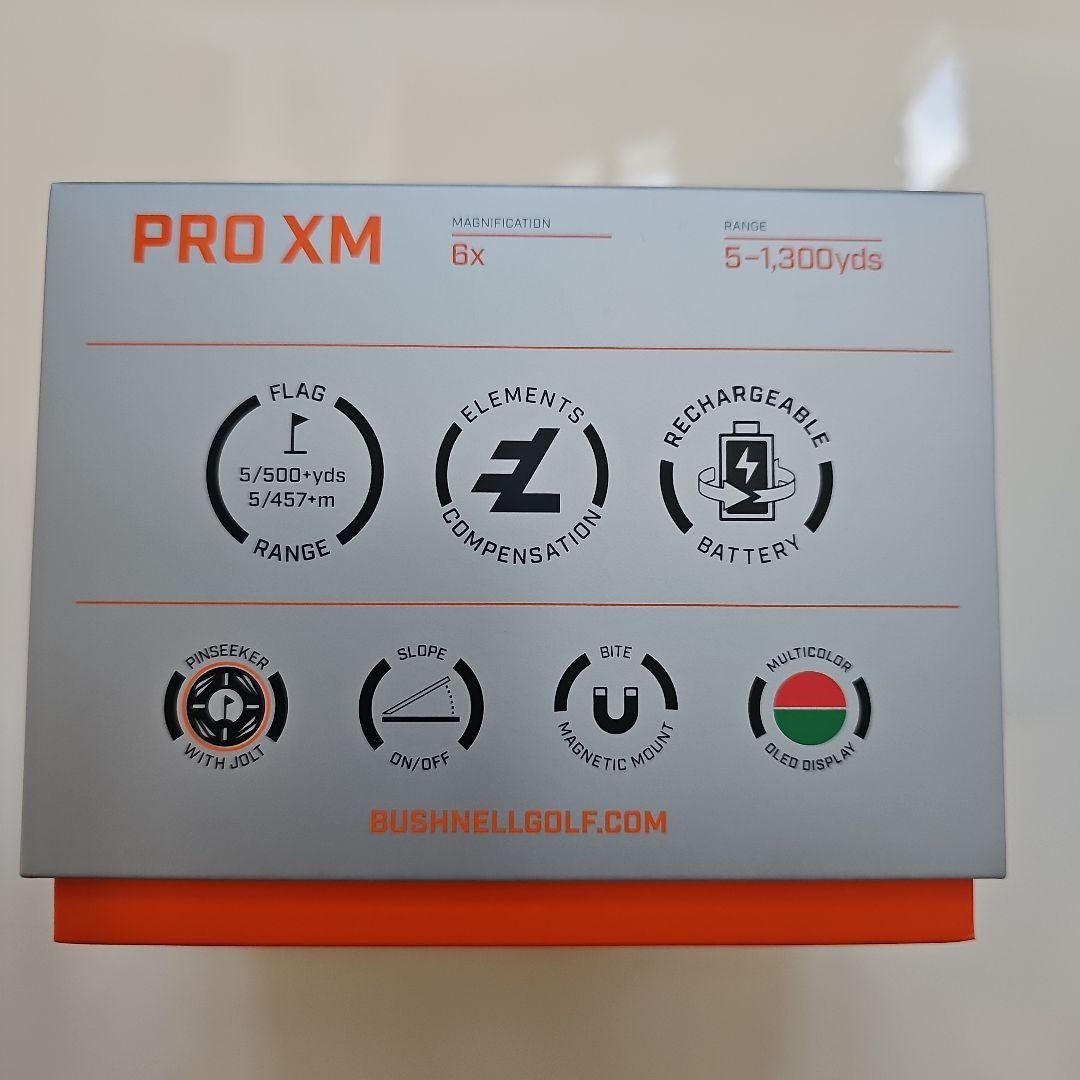 PRO XM
MAGNIFICATION
6x
RANGE
5-1,300yds
FLAG
5/500+yds
5/457+m
RANGE
ELEMENTS
COMPENSATION
RECHARGEABLE
BATTERY
PINSEEKER
WITH JOLT
SLOPE
ON/OFF
BITE
MAGNETIC MOUNT
MULTICOLOR
OLED DISPLAY
BUSHNELLGOLF.COM